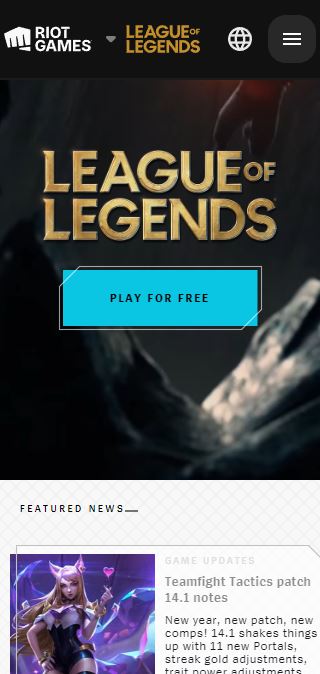 RIOT
GAMES
LEAGUE OF
LEGENDS
LEAGUE OF
LEGENDS
PLAY FOR FREE
FEATURED NEWS
GAME UPDATES
Teamfight Tactics patch
14.1 notes
New year, new patch, new
comps! 14.1 shakes things
up with 11 new Portals,
streak gold adjustments,
trait power adjustments,